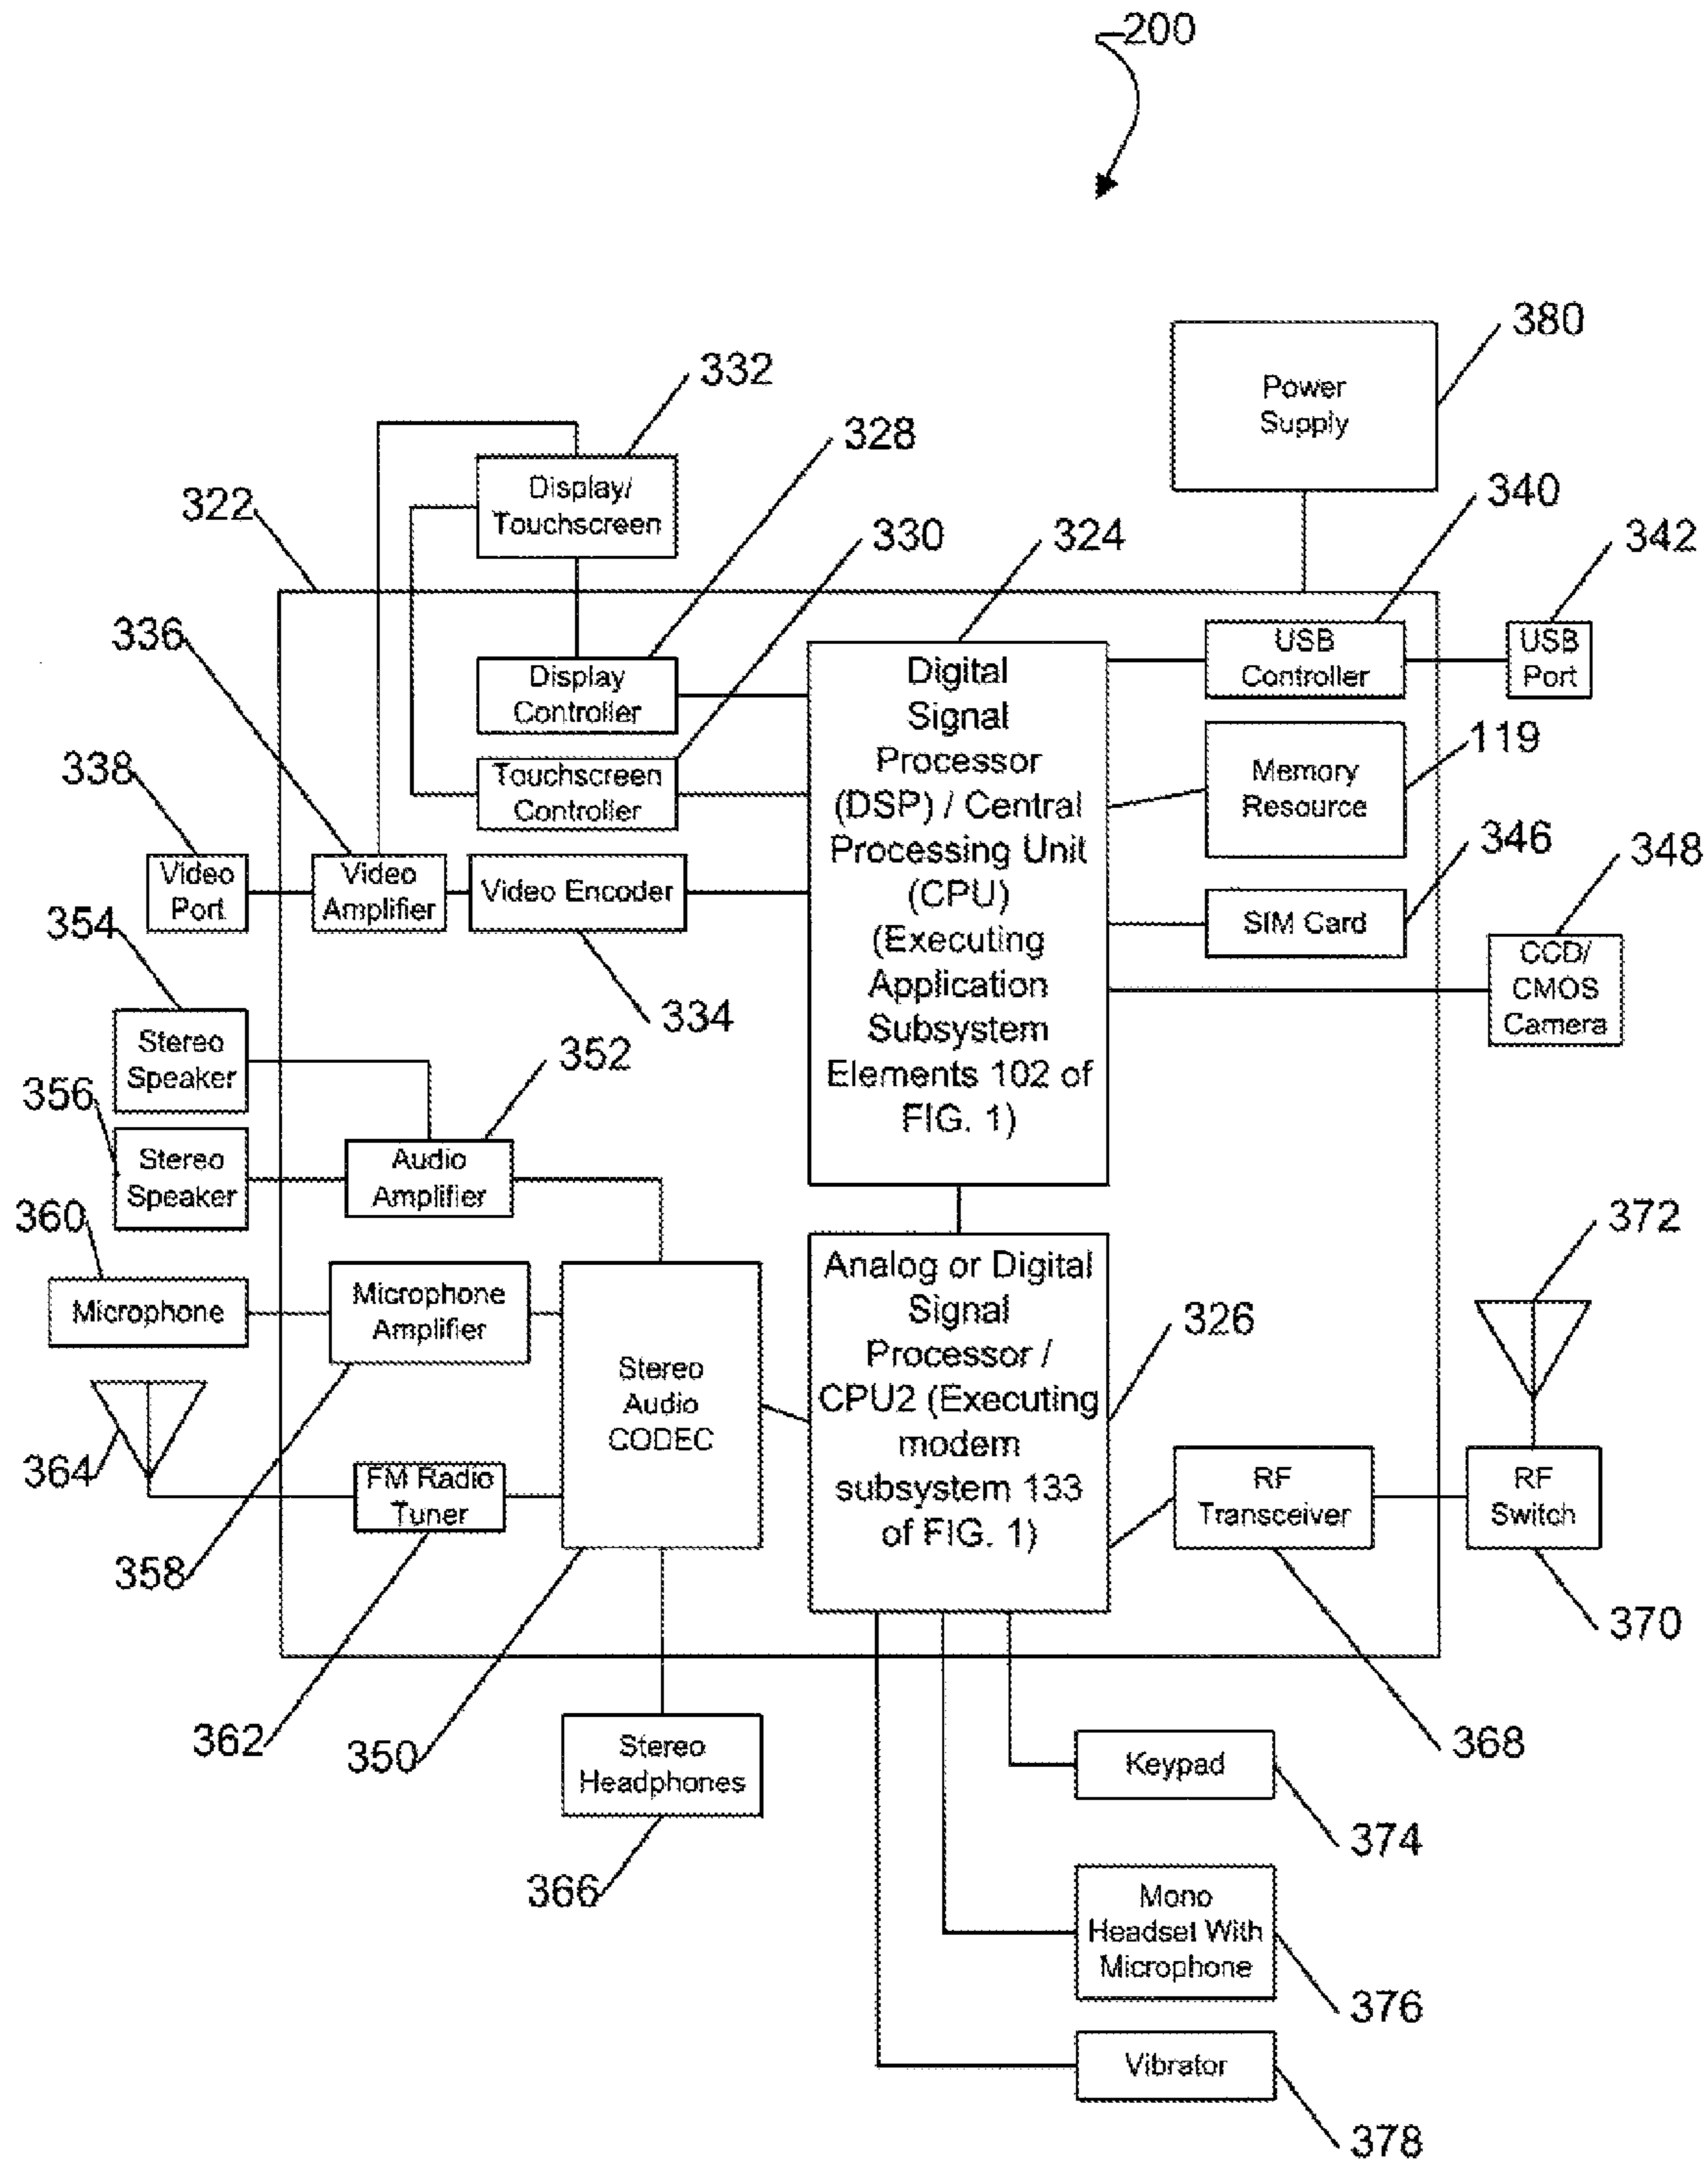 200
380
Power
Supply
332
328
Display/
Touchscreen
322
330
324
340
342
336
Display
Controller
USB
Controller
USB
Port
338
Touchscreen
Controller
Memory
Resource
119
Video
Port
Video
Amplifier
Video Encoder
Digital
Signal
Processor
(DSP) / Central
Processing Unit
(CPU)
(Executing
Application
Subsystem
Elements 102 of
FIG. 1)
346
348
SIM Card
354
334
CCD/
CMOS
Camera
Stereo
Speaker
352
356
Stereo
Speaker
Audio
Amplifier
360
372
Microphone
Microphone
Amplifier
Stereo
Audio
CODEC
Analog or Digital
Signal
Processor /
CPU2 (Executing
modem
subsystem 133
of FIG. 1)
326
364
FM Radio
Tuner
RF
Transceiver
RF
Switch
358
370
362
350
Stereo
Headphones
Keypad
368
374
366
Mono
Headset With
Microphone
376
Vibrator
378